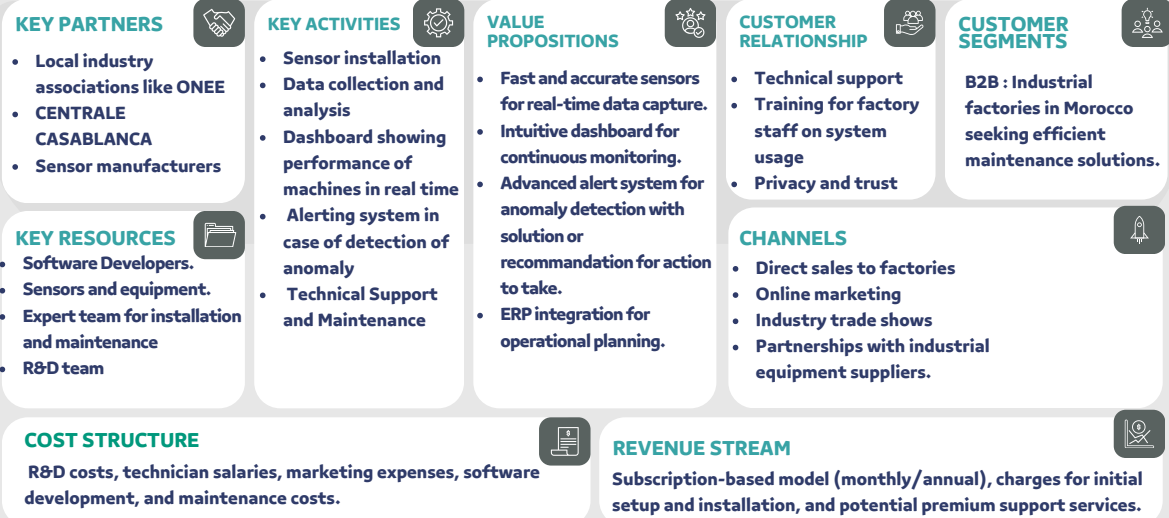 KEY PARTNERS
• Local industry
associations like ONEE
• CENTRALE
CASABLANCA
• Sensor manufacturers
KEY RESOURCES
• Software Developers.
• Sensors and equipment.
• Expert team for installation
and maintenance
• R&D team
KEY ACTIVITIES
• Sensor installation
• Data collection and
analysis
• Dashboard showing
performance of
machines in real time
• Alerting system in
case of detection of
anomaly
• Technical Support
and Maintenance
VALUE
PROPOSITIONS
• Fast and accurate sensors
for real-time data capture.
• Intuitive dashboard for
continuous monitoring.
• Advanced alert system for
anomaly detection with
solution or
recommandation for action
to take.
• ERP integration for
operational planning.
CUSTOMER
RELATIONSHIP
• Technical support
• Training for factory
staff on system
usage
• Privacy and trust
CUSTOMER
SEGMENTS
B2B : Industrial
factories in Morocco
seeking efficient
maintenance solutions.
CHANNELS
• Direct sales to factories
• Online marketing
• Industry trade shows
• Partnerships with industrial
equipment suppliers.
COST STRUCTURE
R&D costs, technician salaries, marketing expenses, software
development, and maintenance costs.
REVENUE STREAM
Subscription-based model (monthly/annual), charges for initial
setup and installation, and potential premium support services.